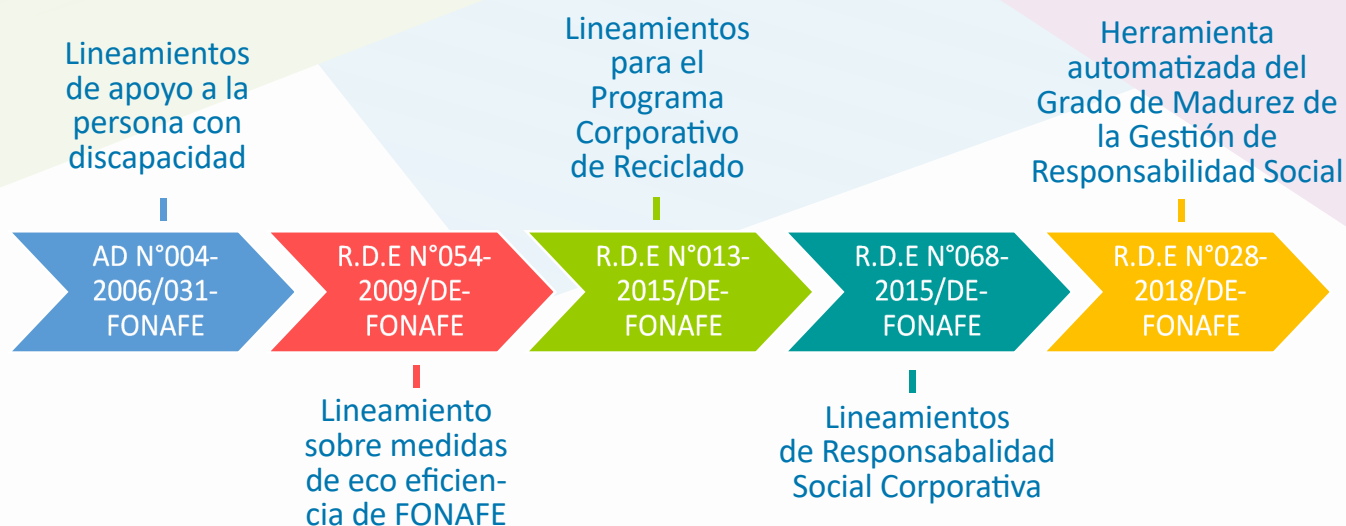 Lineamientos
de apoyo a la
persona con
discapacidad
Lineamientos
para el
Programa
Corporativo
de Reciclado
Herramienta
automatizada del
Grado de Madurez de
la Gestión de
Responsabilidad Social
AD N°004-
2006/031-
FONAFE
R.D.E N°054-
2009/DE-
FONAFE
R.D.E N°013-
2015/DE-
FONAFE
R.D.E N°068-
2015/DE-
FONAFE
R.D.E N°028-
2018/DE-
FONAFE
Lineamiento
sobre medidas
de eco eficien-
cia de FONAFE
Lineamientos
de Responsabalidad
Social Corporativa